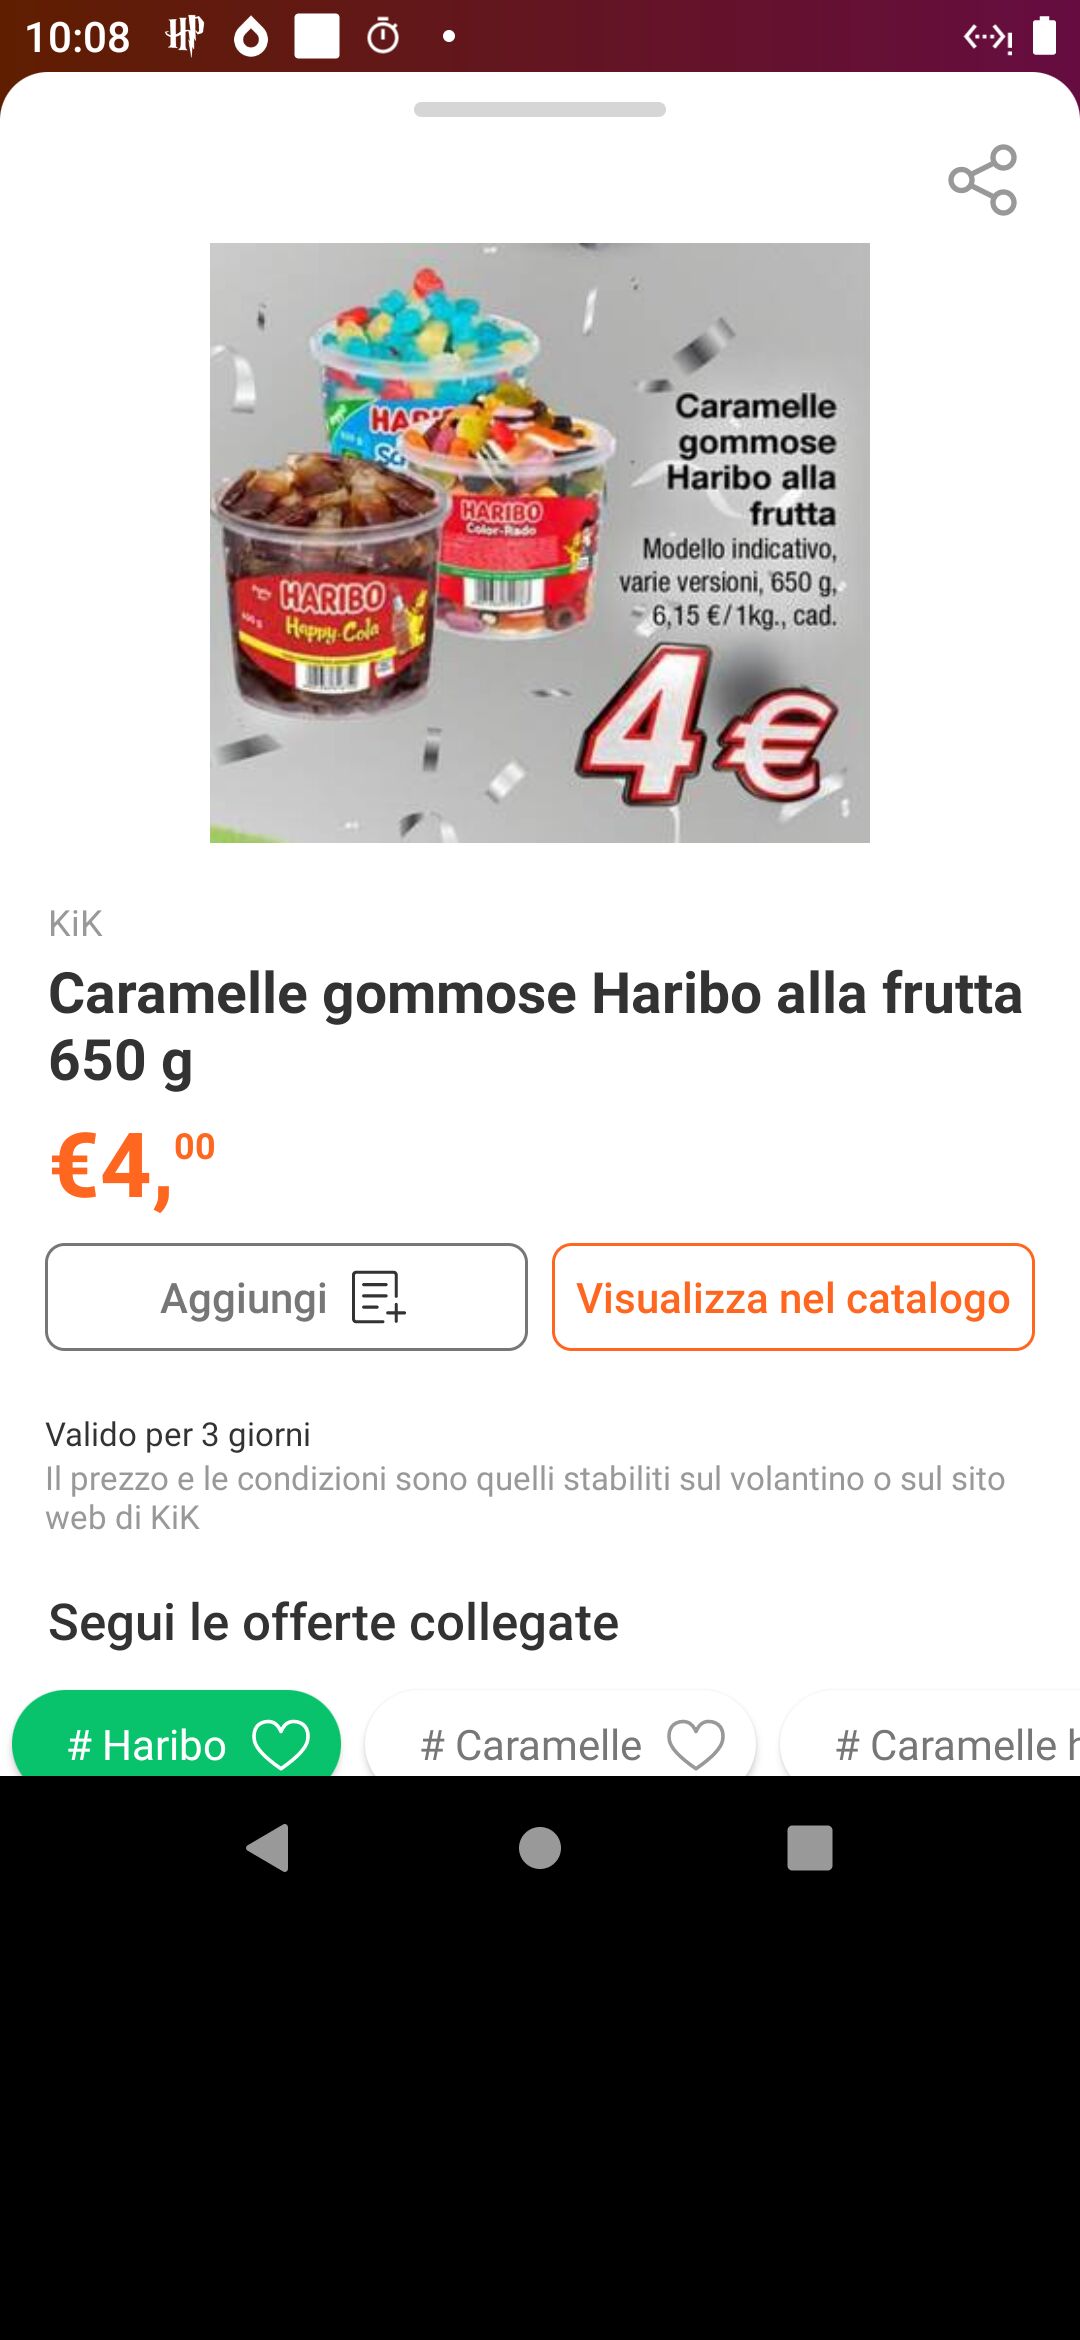 10:08
HARIBO
Color-Rado
HARIBO
Happy-Cola
Caramelle
gommose
Haribo alla
frutta
Modello indicativo,
varie versioni, 650 g,
6,15 €/1kg., cad.
4€
KiK
Caramelle gommose Haribo alla frutta
650 g
€4,00
Aggiungi
Visualizza nel catalogo
Valido per 3 giorni
Il prezzo e le condizioni sono quelli stabiliti sul volantino o sul sito
web di KiK
Segui le offerte collegate
# Haribo
# Caramelle
# Caramelle